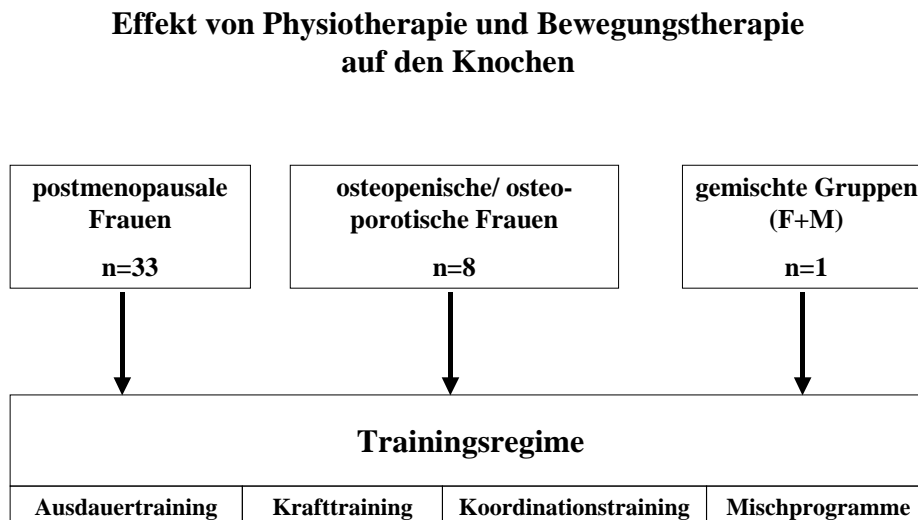 Effekt von Physiotherapie und Bewegungstherapie
auf den Knochen
postmenopausale
Frauen
n=33
osteopenische/ osteo-
porotische Frauen
n=8
gemischte Gruppen
(F+M)
n=1
Trainingsregime
Ausdauertraining
Krafttraining
Koordinationstraining
Mischprogramme